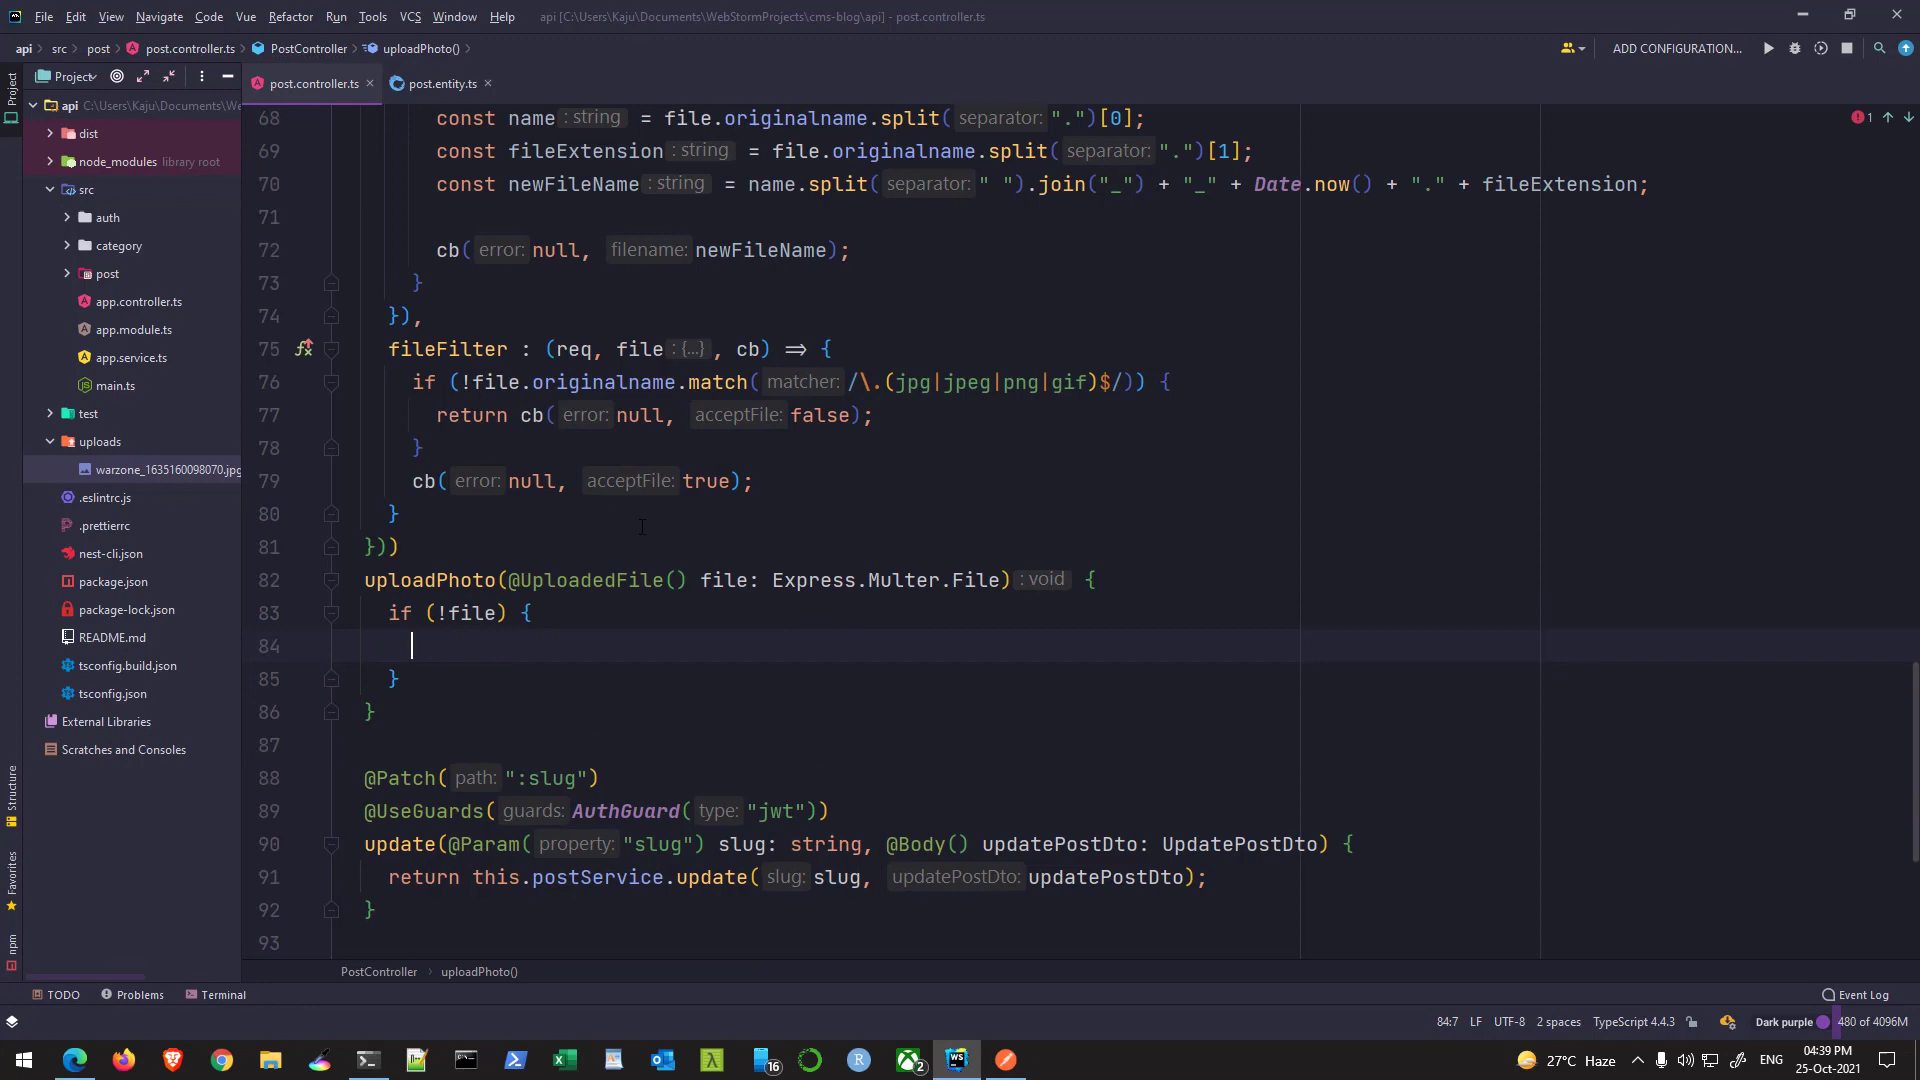 File Edit View Navigate Code Vue Refactor Run Tools VCS Window Help api [C:\Users\Kaju\Documents\WebStormProjects\cms-blog\api] - post.controller.ts
api src post post.controller.ts PostController uploadPhoto() ADD CONFIGURATION...
Project
Project
post.controller.ts
post.entity.ts
api C:\Users\Kaju\Documents\We
dist
node_modules library root
src
auth
category
post
app.controller.ts
app.module.ts
app.service.ts
main.ts
test
uploads
warzone_1635160098070.jpg
.eslintrc.js
.prettierrc
nest-cli.json
package.json
package-lock.json
README.md
tsconfig.build.json
tsconfig.json
External Libraries
Scratches and Consoles
Structure
Favorites
npm
1
68 const name : string = file.originalname.split( separator: ".")[0];
69 const fileExtension : string = file.originalname.split( separator: ".")[1];
70 const newFileName : string = name.split( separator: " ").join("_") + "_" + Date.now() + "." + fileExtension;
71
72 cb( error: null, filename: newFileName);
73 }
74 }),
75 fileFilter : (req, file : {...} , cb) => {
76 if (!file.originalname.match( matcher: /\.(jpg|jpeg|png|gif)$/)) {
77 return cb( error: null, acceptFile: false);
78 }
79 cb( error: null, acceptFile: true);
80 }
81 }))
82 uploadPhoto(@UploadedFile() file: Express.Multer.File) : void {
83 if (!file) {
84
85 }
86 }
87
88 @Patch( path: ":slug")
89 @UseGuards( guards: AuthGuard( type: "jwt"))
90 update(@Param( property: "slug") slug: string, @Body() updatePostDto: UpdatePostDto) {
91 return this.postService.update( slug: slug, updatePostDto: updatePostDto);
92 }
93
PostController uploadPhoto()
TODO Problems Terminal Event Log
84:7 LF UTF-8 2 spaces TypeScript 4.4.3 Dark purple 480 of 4096M
16 R 2 WS 27°C Haze ENG 04:39 PM
25-Oct-2021